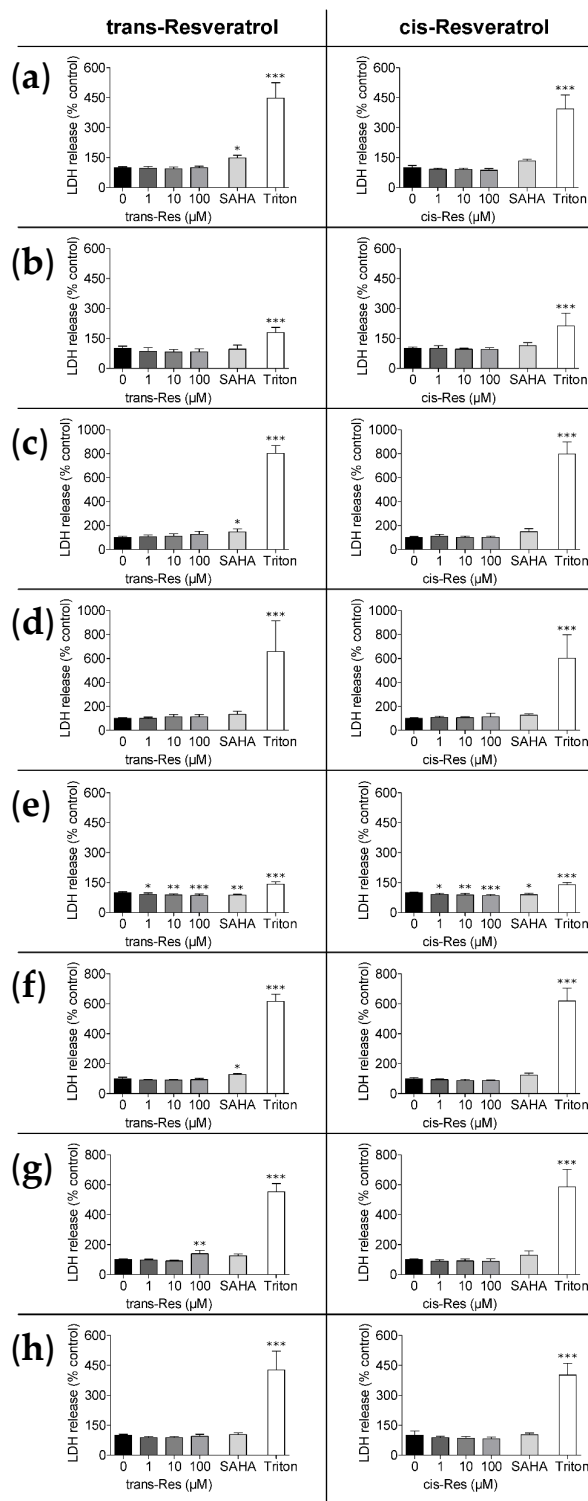 trans-Resveratrol cis-Resveratrol
(a)
LDH release (% control)
600
450
300
150
0
*
***
0 1 10 100 SAHA Triton
trans-Res (µM)
LDH release (% control)
600
450
300
150
0
***
0 1 10 100 SAHA Triton
cis-Res (µM)
(b)
LDH release (% control)
600
450
300
150
0
***
0 1 10 100 SAHA Triton
trans-Res (µM)
LDH release (% control)
600
450
300
150
0
***
0 1 10 100 SAHA Triton
cis-Res (µM)
(c)
LDH release (% control)
1000
800
600
400
200
0
*
***
0 1 10 100 SAHA Triton
trans-Res (µM)
LDH release (% control)
1000
800
600
400
200
0
***
0 1 10 100 SAHA Triton
cis-Res (µM)
(d)
LDH release (% control)
1000
800
600
400
200
0
***
0 1 10 100 SAHA Triton
trans-Res (µM)
LDH release (% control)
1000
800
600
400
200
0
***
0 1 10 100 SAHA Triton
cis-Res (µM)
(e)
LDH release (% control)
600
450
300
150
0
* ** *** ** ***
0 1 10 100 SAHA Triton
trans-Res (µM)
LDH release (% control)
600
450
300
150
0
* ** *** * ***
0 1 10 100 SAHA Triton
cis-Res (µM)
(f)
LDH release (% control)
800
600
400
200
0
*
***
0 1 10 100 SAHA Triton
trans-Res (µM)
LDH release (% control)
800
600
400
200
0
***
0 1 10 100 SAHA Triton
cis-Res (µM)
(g)
LDH release (% control)
800
600
400
200
0
**
***
0 1 10 100 SAHA Triton
trans-Res (µM)
LDH release (% control)
800
600
400
200
0
***
0 1 10 100 SAHA Triton
cis-Res (µM)
(h)
LDH release (% control)
600
450
300
150
0
***
0 1 10 100 SAHA Triton
trans-Res (µM)
LDH release (% control)
600
450
300
150
0
***
0 1 10 100 SAHA Triton
cis-Res (µM)